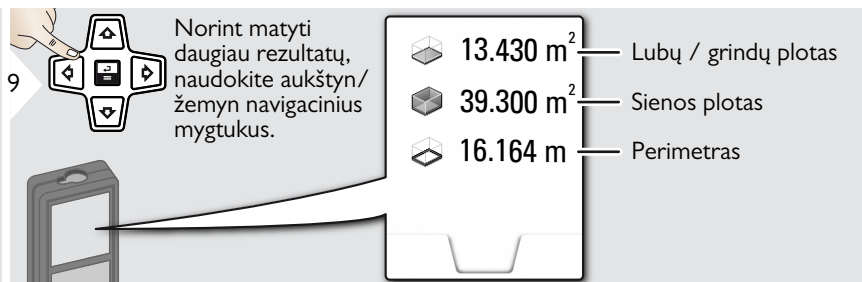 9
Norint matyti
daugiau rezultatų,
naudokite aukštyn/
žemyn navigacinius
mygtukus.
13.430 m² Lubų / grindų plotas
39.300 m² Sienos plotas
16.164 m Perimetras